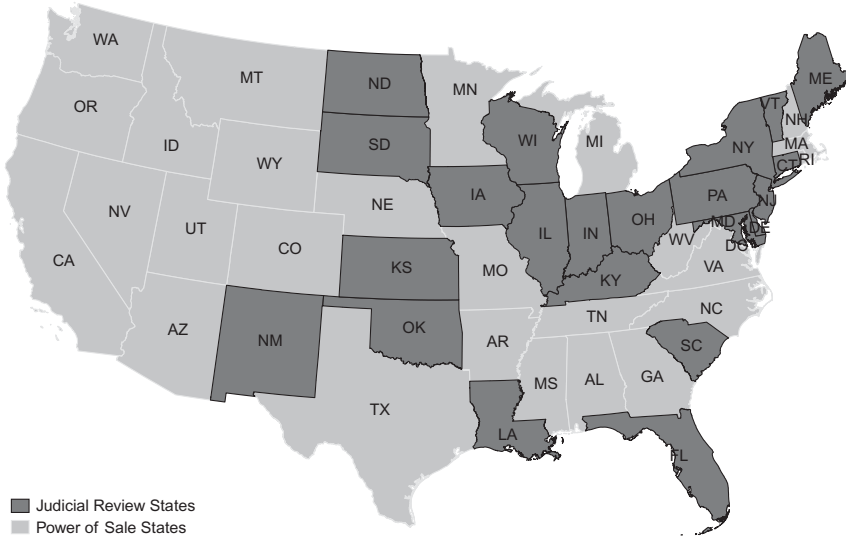 WA
MT
ND
MN
ME
OR
ID
SD
WI
MI
VT
NH
NY
MA
CT
RI
WY
IA
PA
NE
NJ
NV
UT
CO
IL
IN
OH
MD
DE
DC
WV
CA
KS
MO
KY
VA
AZ
NM
OK
AR
TN
NC
SC
TX
MS
AL
GA
LA
FL
Judicial Review States
Power of Sale States